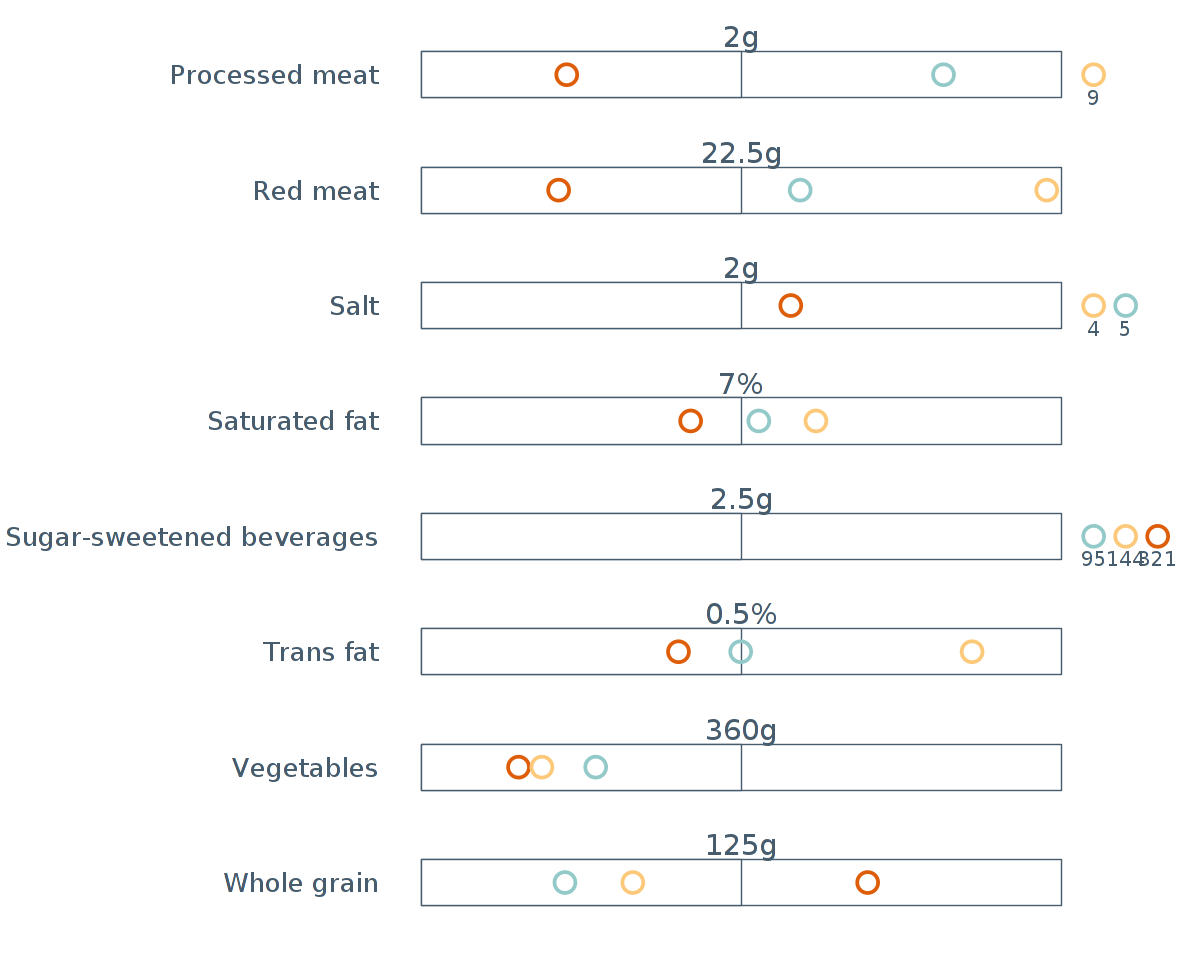 2g
Processed meat
9
22.5g
Red meat
2g
Salt
4 5
7%
Saturated fat
2.5g
Sugar-sweetened beverages
95 144 321
0.5%
Trans fat
360g
Vegetables
125g
Whole grain